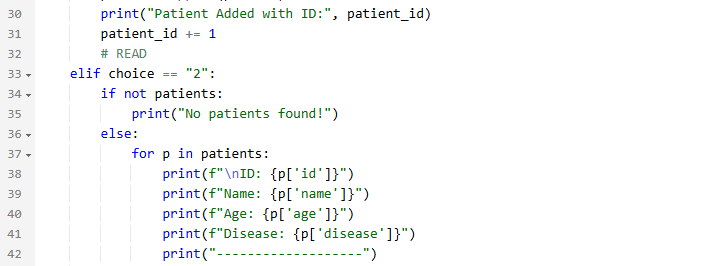 30 print("Patient Added with ID:", patient_id)
31 patient_id += 1
32 # READ
33 elif choice == "2":
34 if not patients:
35 print("No patients found!")
36 else:
37 for p in patients:
38 print(f"\nID: {p['id']}")
39 print(f"Name: {p['name']}")
40 print(f"Age: {p['age']}")
41 print(f"Disease: {p['disease']}")
42 print("-------------------")